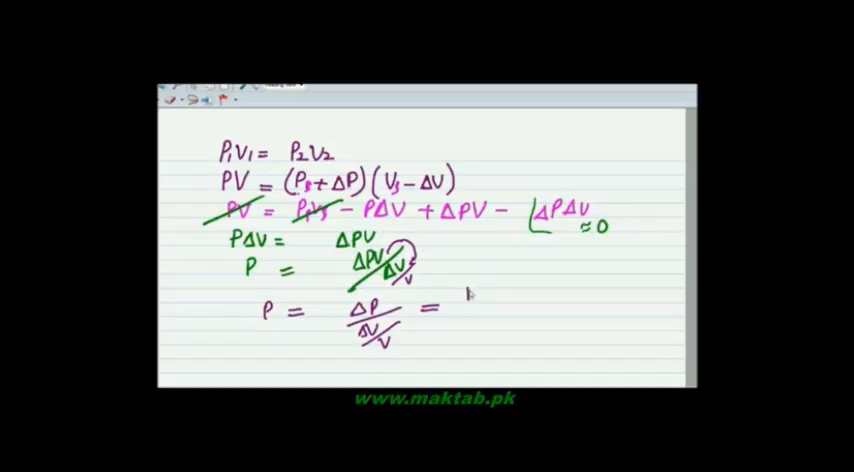 P₁V₁ = P₂V₂
PV = (P + ΔP)(V - ΔV)
PV = PV - PΔV + ΔPV - ΔPΔV ≈ 0
PΔV = ΔPV
P = ΔPV/ΔV/V
P = ΔP/ΔV/V =
www.maktab.pk